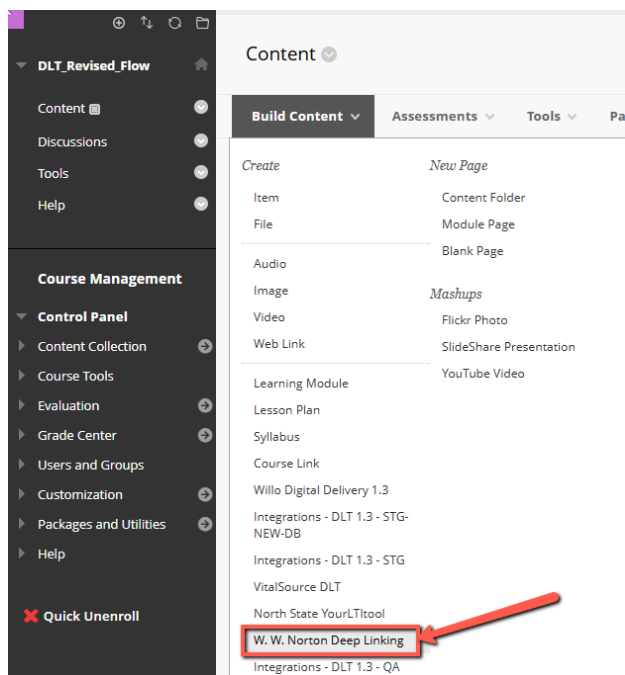 DLT_Revised_Flow
Content
Discussions
Tools
Help
Course Management
Control Panel
Content Collection
Course Tools
Evaluation
Grade Center
Users and Groups
Customization
Packages and Utilities
Help
Quick Unenroll
Content
Build Content
Assessments
Tools
Pa
Create
Item
File
Audio
Image
Video
Web Link
Learning Module
Lesson Plan
Syllabus
Course Link
Willo Digital Delivery 1.3
Integrations - DLT 1.3 - STG-
NEW-DB
Integrations - DLT 1.3 - STG
VitalSource DLT
North State YourLTItool
W. W. Norton Deep Linking
Integrations - DLT 1.3 - QA
New Page
Content Folder
Module Page
Blank Page
Mashups
Flickr Photo
SlideShare Presentation
YouTube Video